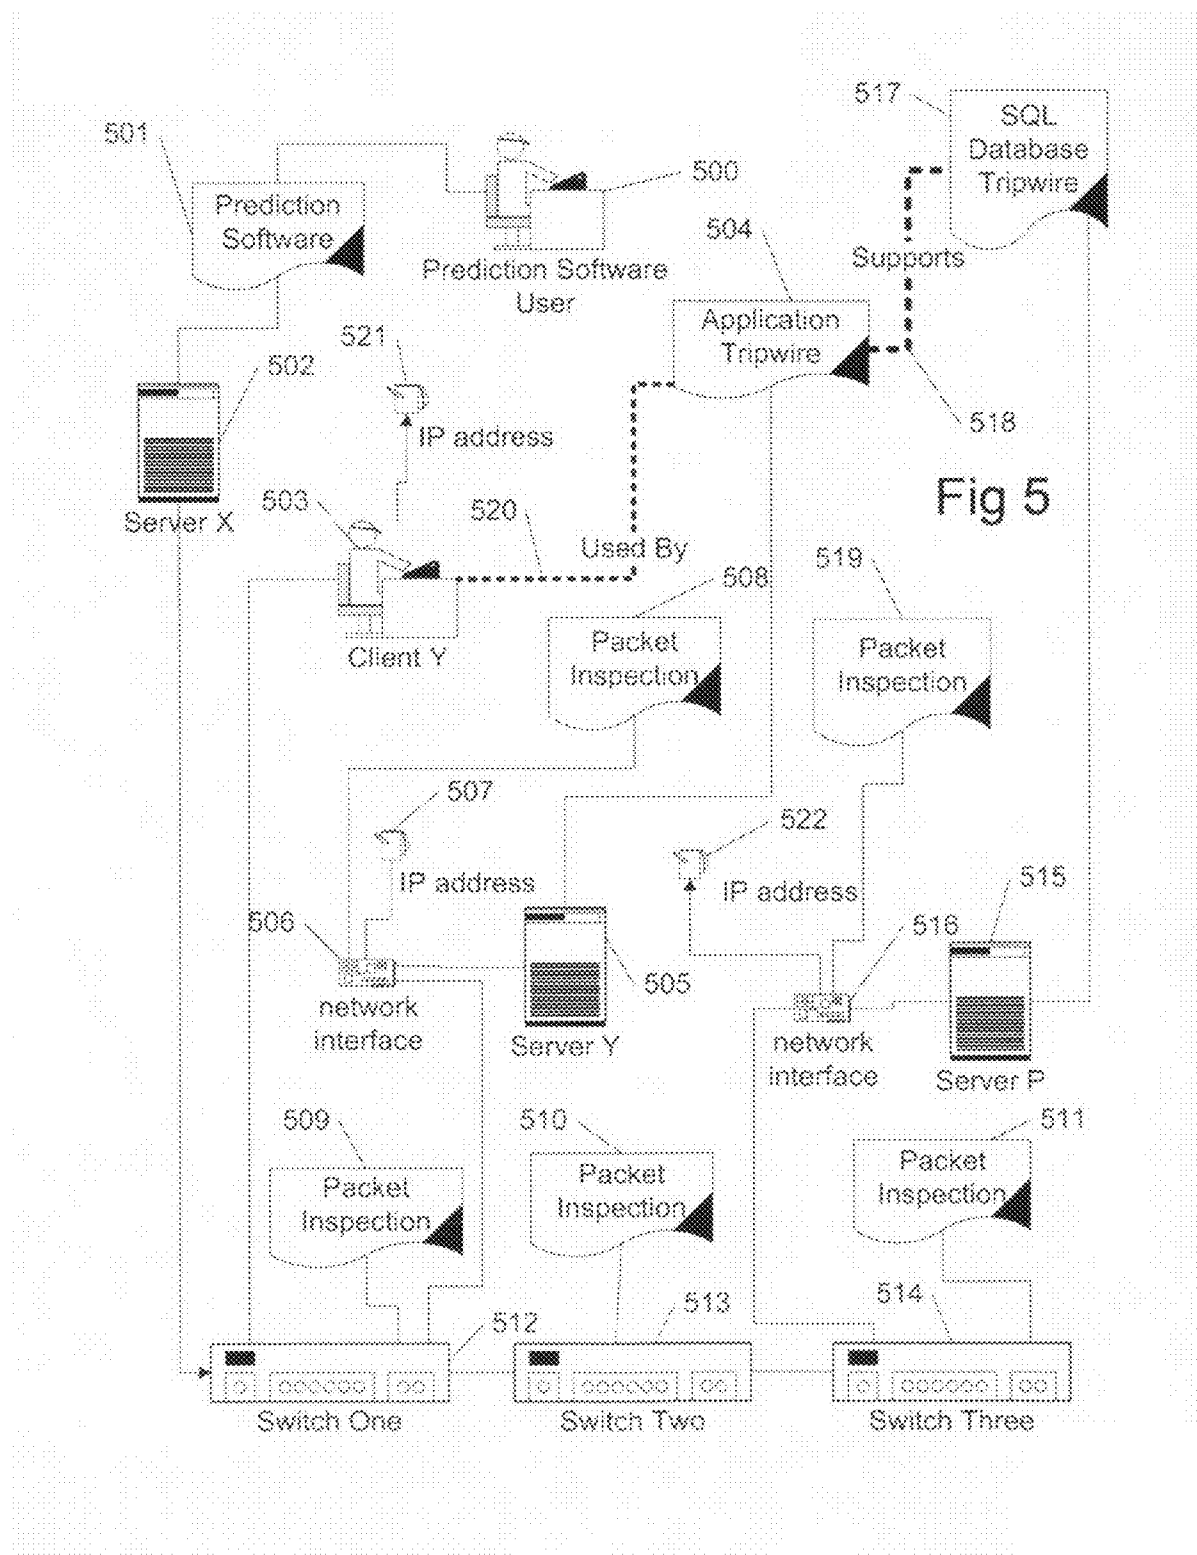 517
SQL
Database
Tripwire
501
500
Prediction
Software
504
Prediction Software
User
Supports
Application
Tripwire
521
502
IP address
518
Fig 5
503
520
Server X
Used By
519
508
Client Y
Packet
Inspection
Packet
Inspection
507
522
IP address
IP address
515
506
516
505
network
interface
Server Y
network
interface
Server P
509
510
511
Packet
Inspection
Packet
Inspection
Packet
Inspection
512
513
514
Switch One
Switch Two
Switch Three